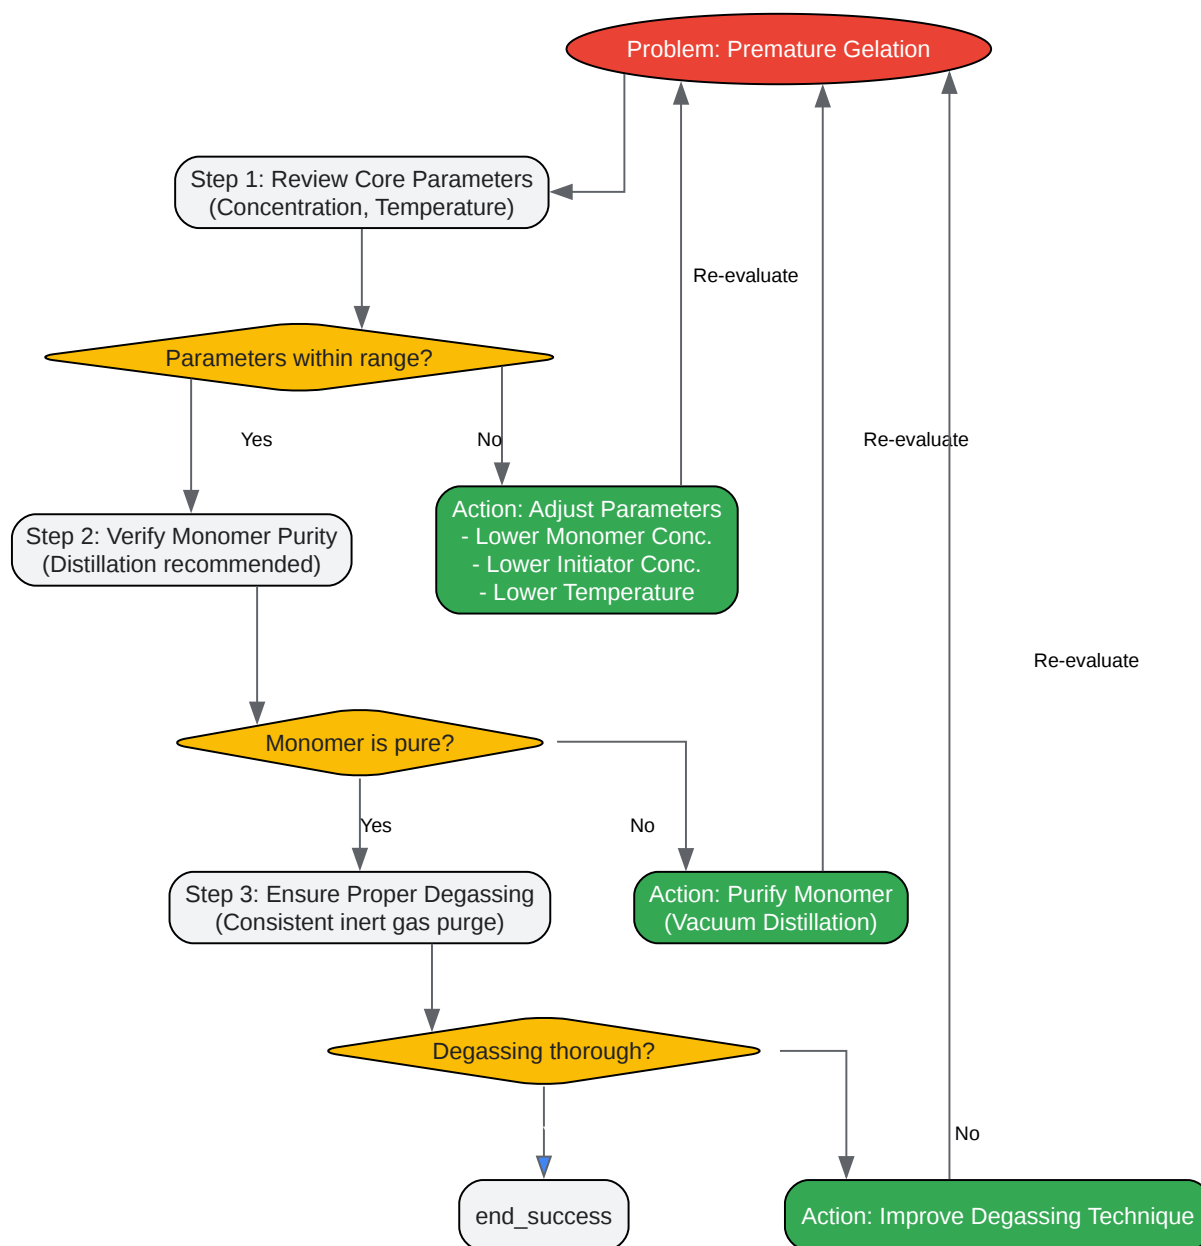 Problem: Premature Gelation
Step 1: Review Core Parameters
(Concentration, Temperature)
Re-evaluate
Parameters within range?
Yes
No
Re-evaluate
Action: Adjust Parameters
- Lower Monomer Conc.
- Lower Initiator Conc.
- Lower Temperature
Step 2: Verify Monomer Purity
(Distillation recommended)
Re-evaluate
Monomer is pure?
Yes
No
Step 3: Ensure Proper Degassing
(Consistent inert gas purge)
Action: Purify Monomer
(Vacuum Distillation)
Degassing thorough?
No
end_success
Action: Improve Degassing Technique